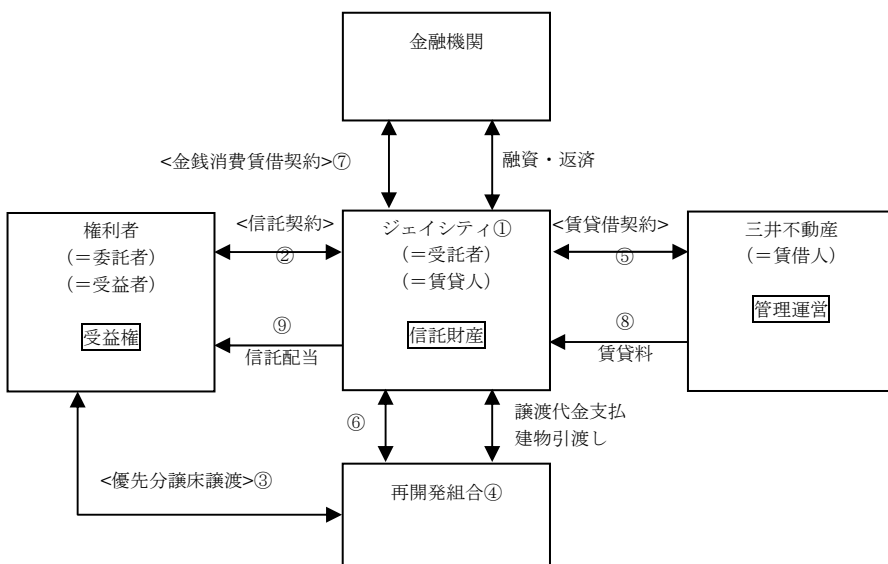 金融機関
<金銭消費賃借契約>⑦
融資・返済
権利者
(=委託者)
(=受益者)
受益権
<信託契約>
②
ジェイシティ①
(=受託者)
(=賃貸人)
信託財産
<賃貸借契約>
⑤
三井不動産
(=賃借人)
管理運営
⑨
信託配当
⑧
賃貸料
⑥
譲渡代金支払
建物引渡し
<優先分譲床譲渡>③
再開発組合④